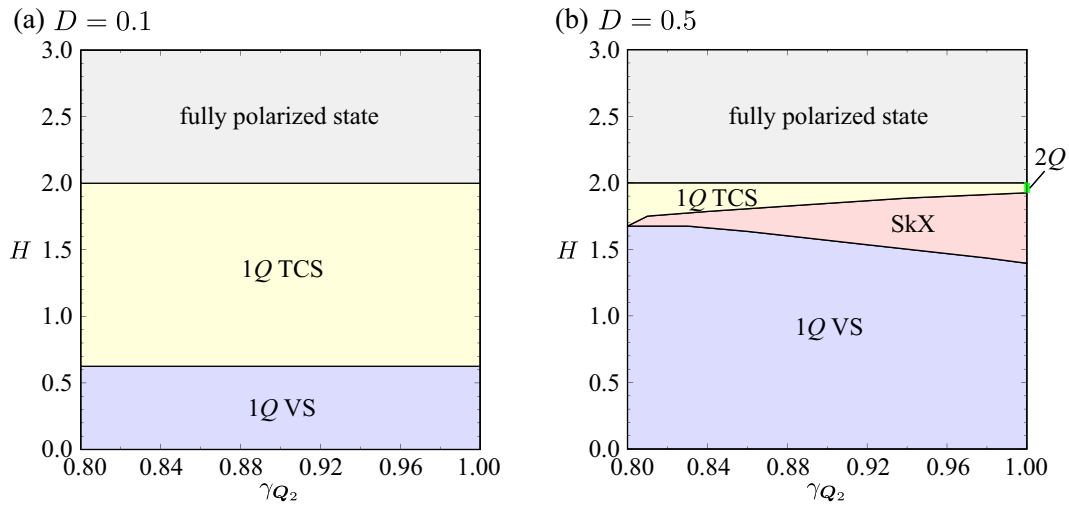 (a) D = 0.1
3.0
2.5
2.0
1.5
1.0
0.5
0.0
H
fully polarized state
1Q TCS
1Q VS
0.80 0.84 0.88 0.92 0.96 1.00
γ_Q₂
(b) D = 0.5
3.0
2.5
2.0
1.5
1.0
0.5
0.0
H
fully polarized state
2Q
1Q TCS
SkX
1Q VS
0.80 0.84 0.88 0.92 0.96 1.00
γ_Q₂